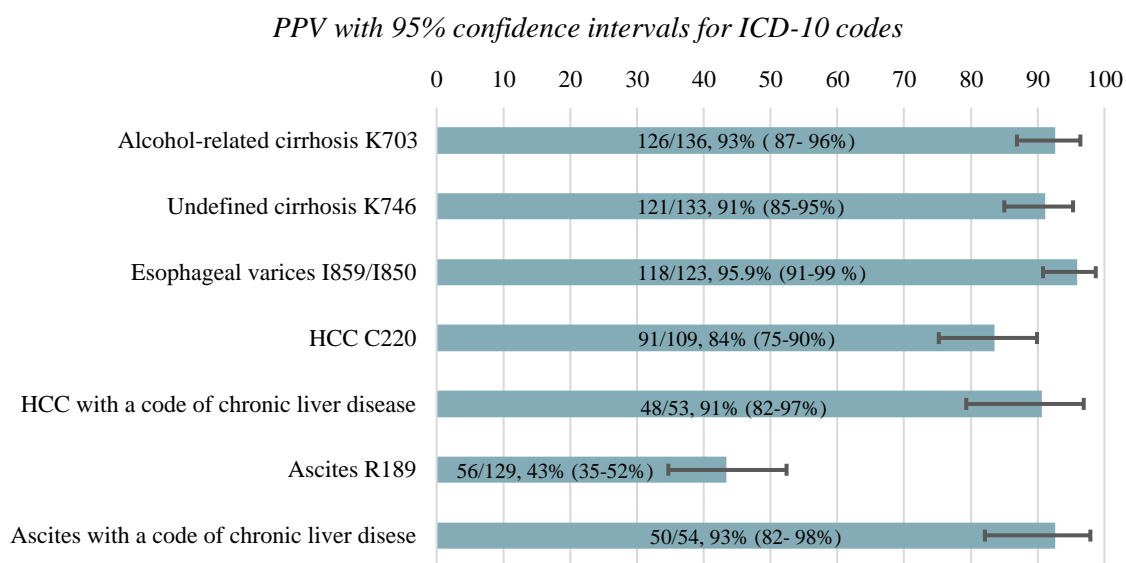 PPV with 95% confidence intervals for ICD-10 codes
0 10 20 30 40 50 60 70 80 90 100
Alcohol-related cirrhosis K703 126/136, 93% ( 87- 96%)
Undefined cirrhosis K746 121/133, 91% (85-95%)
Esophageal varices I859/I850 118/123, 95.9% (91-99 %)
HCC C220 91/109, 84% (75-90%)
HCC with a code of chronic liver disease 48/53, 91% (82-97%)
Ascites R189 56/129, 43% (35-52%)
Ascites with a code of chronic liver disese 50/54, 93% (82- 98%)